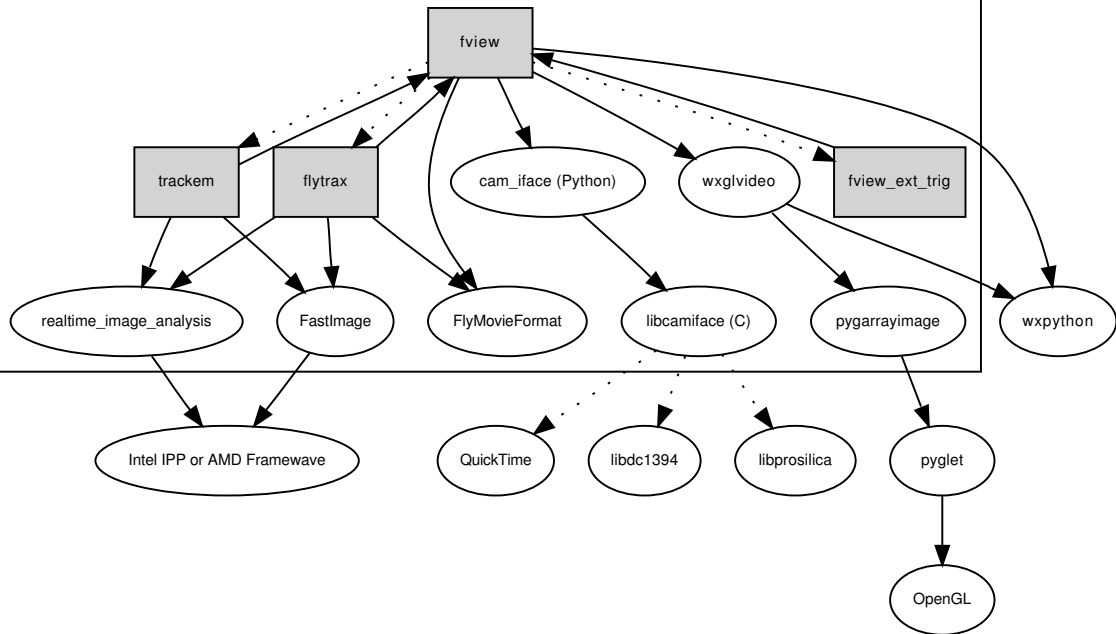 fview
trackem
flytrax
cam_iface (Python)
wxglvideo
fview_ext_trig
realtime_image_analysis
FastImage
FlyMovieFormat
libcamiface (C)
pygarrayimage
wxpython
Intel IPP or AMD Framewave
QuickTime
libdc1394
libprosilica
pyglet
OpenGL